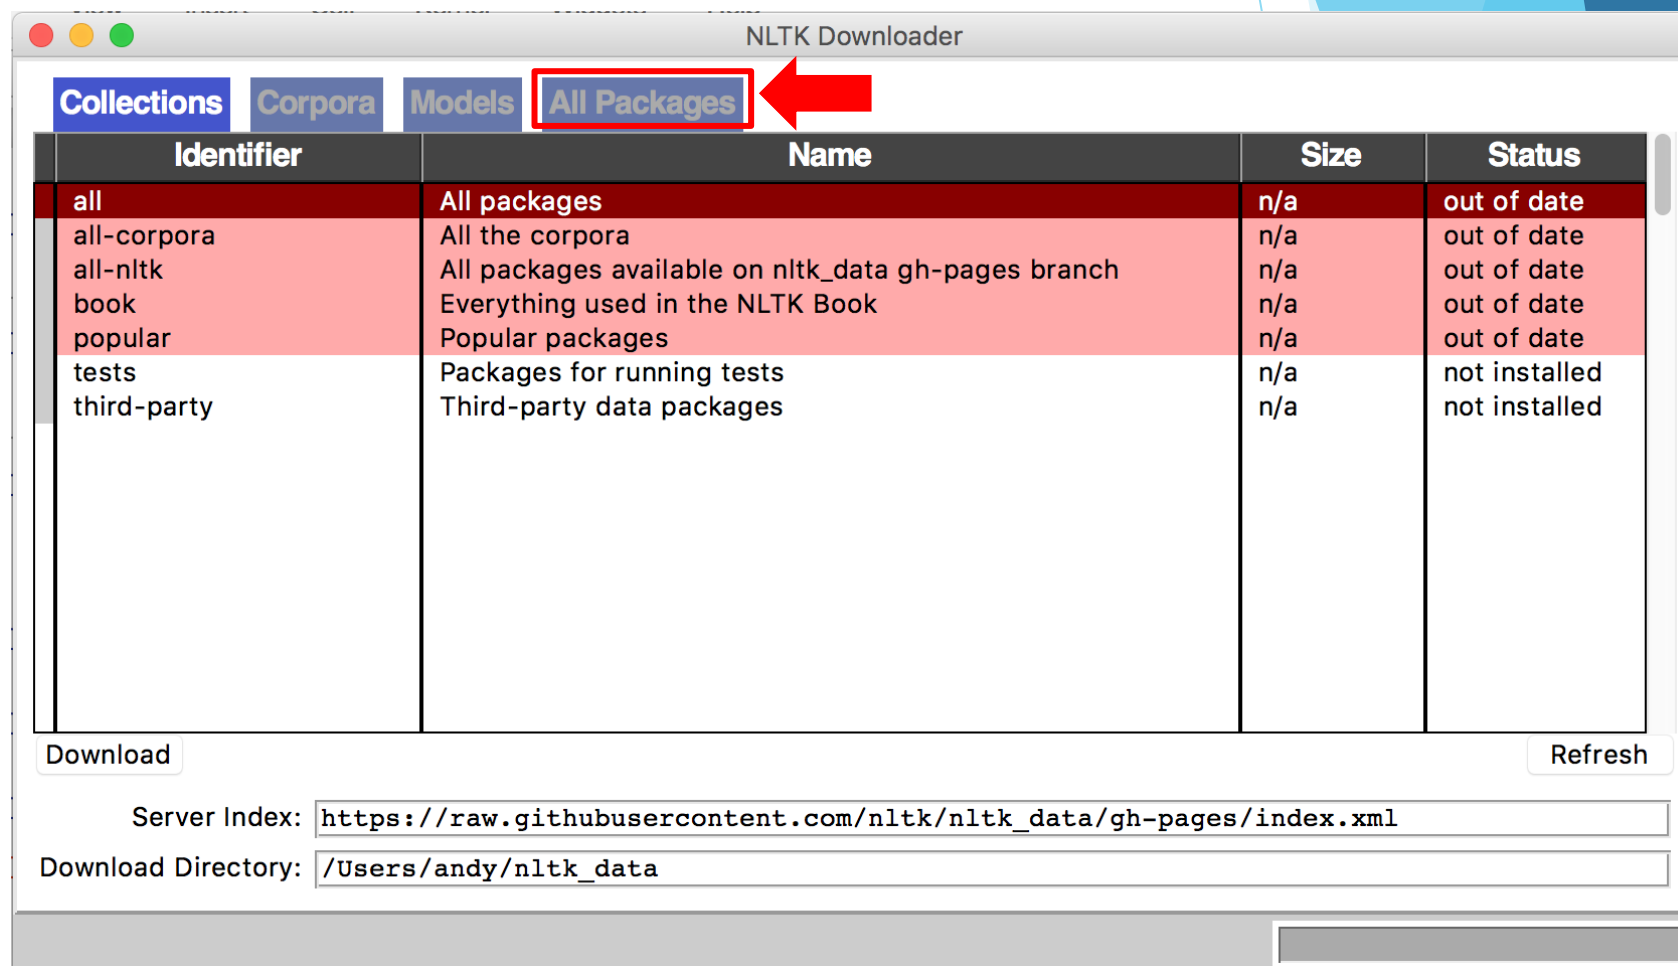 NLTK Downloader
Collections Corpora Models All Packages
Identifier Name Size Status
all All packages n/a out of date
all-corpora All the corpora n/a out of date
all-nltk All packages available on nltk_data gh-pages branch n/a out of date
book Everything used in the NLTK Book n/a out of date
popular Popular packages n/a out of date
tests Packages for running tests n/a not installed
third-party Third-party data packages n/a not installed
Download Refresh
Server Index: https://raw.githubusercontent.com/nltk/nltk_data/gh-pages/index.xml
Download Directory: /Users/andy/nltk_data